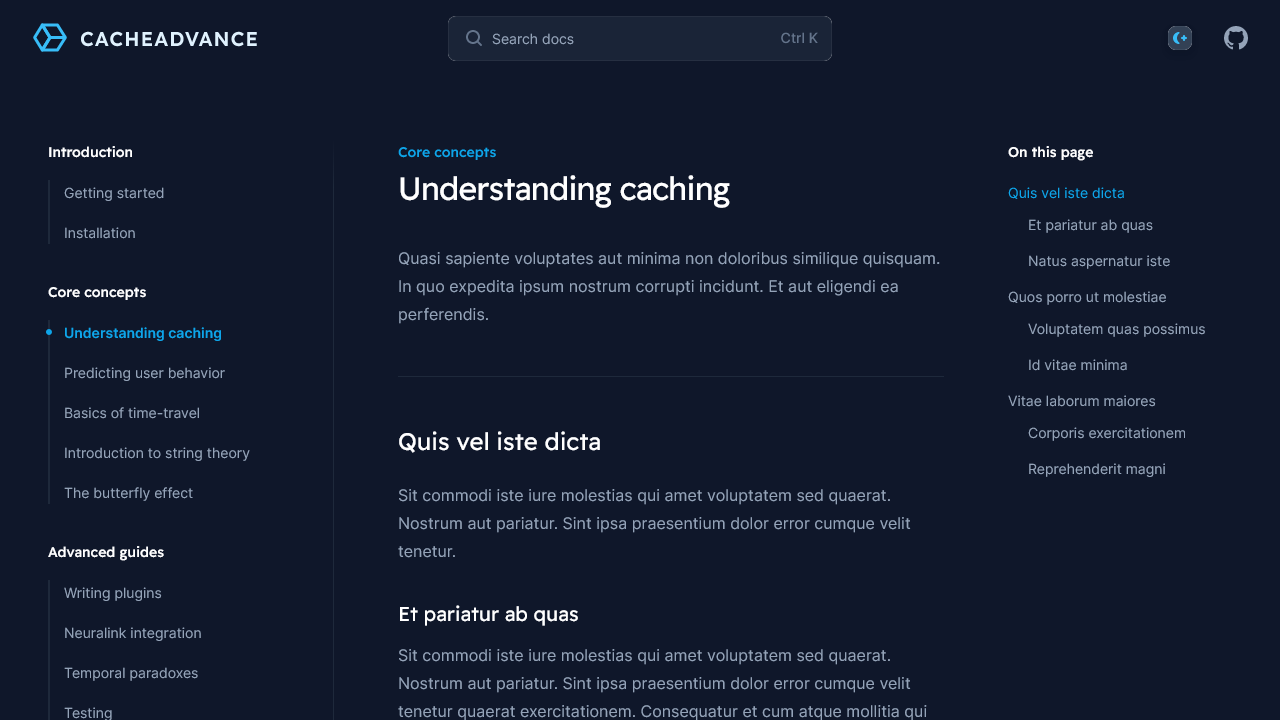 CACHEADVANCE
Search docs
Ctrl K
Introduction
Getting started
Installation
Core concepts
Understanding caching
Predicting user behavior
Basics of time-travel
Introduction to string theory
The butterfly effect
Advanced guides
Writing plugins
Neuralink integration
Temporal paradoxes
Testing
Core concepts
Understanding caching
Quasi sapiente voluptates aut minima non doloribus similique quisquam.
In quo expedita ipsum nostrum corrupti incidunt. Et aut eligendi ea
perferendis.
Quis vel iste dicta
Sit commodi iste iure molestias qui amet voluptatem sed quaerat.
Nostrum aut pariatur. Sint ipsa praesentium dolor error cumque velit
tenetur.
Et pariatur ab quas
Sit commodi iste iure molestias qui amet voluptatem sed quaerat.
Nostrum aut pariatur. Sint ipsa praesentium dolor error cumque velit
tenetur quaerat exercitationem. Consequatur et cum atque mollitia qui
On this page
Quis vel iste dicta
Et pariatur ab quas
Natus aspernatur iste
Quos porro ut molestiae
Voluptatem quas possimus
Id vitae minima
Vitae laborum maiores
Corporis exercitationem
Reprehenderit magni